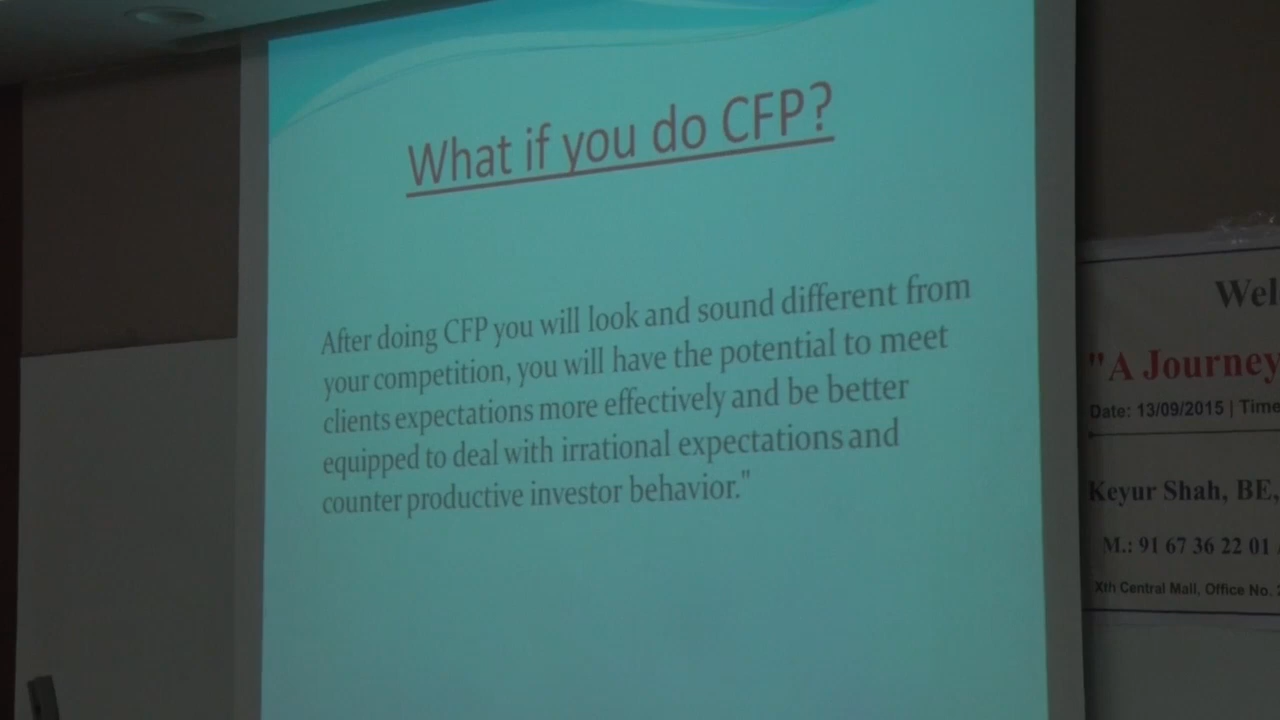 What if you do CFP?
After doing CFP you will look and sound different from
your competition, you will have the potential to meet
clients expectations more effectively and be better
equipped to deal with irrational expectations and
counter productive investor behavior."
"A Journey
Date: 13/09/2015 | Time
Keyur Shah, BE,
M.: 91 67 36 22 01
Xth Central Mall, Office No.